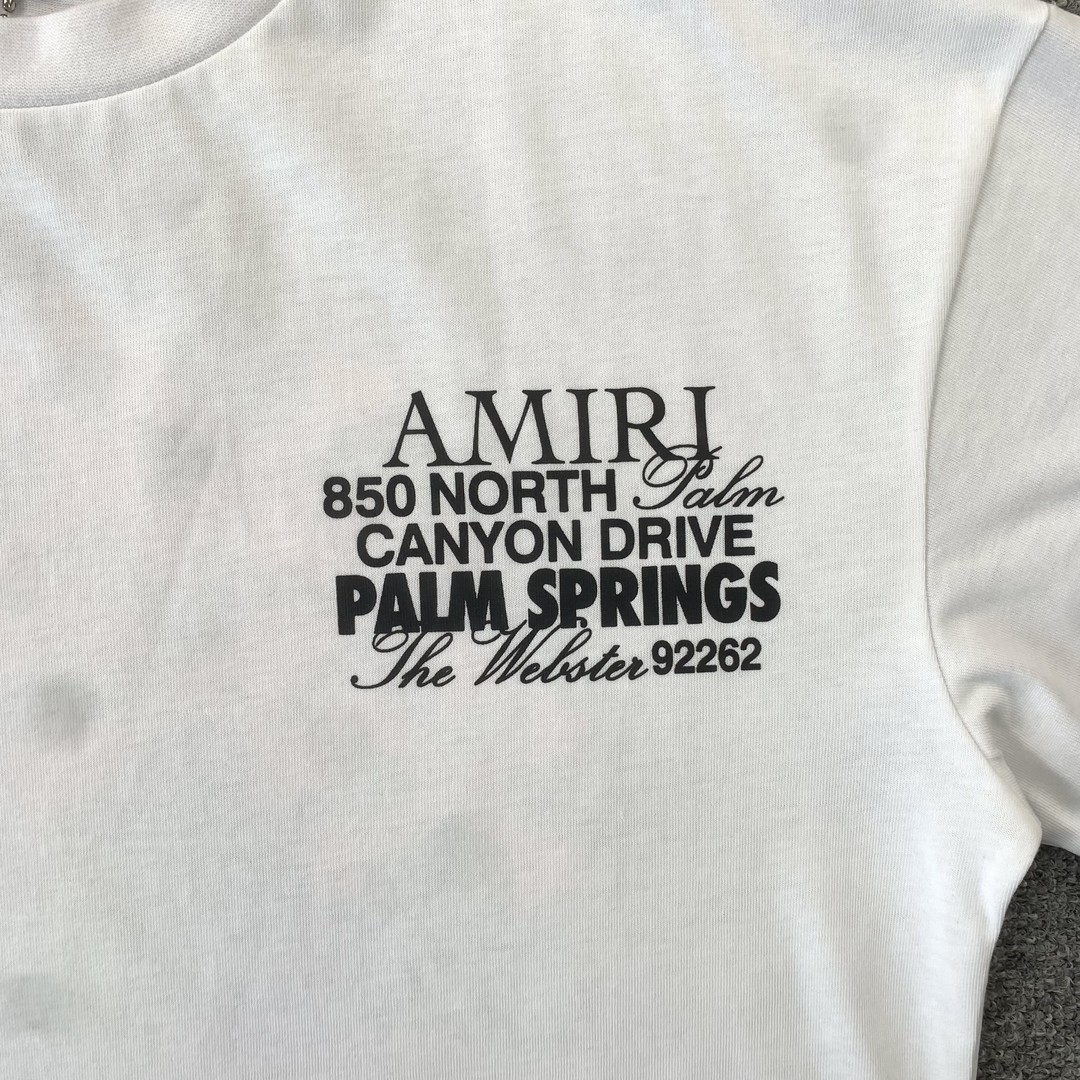 AMIRI
850 NORTH Palm
CANYON DRIVE
PALM SPRINGS
The Webster 92262